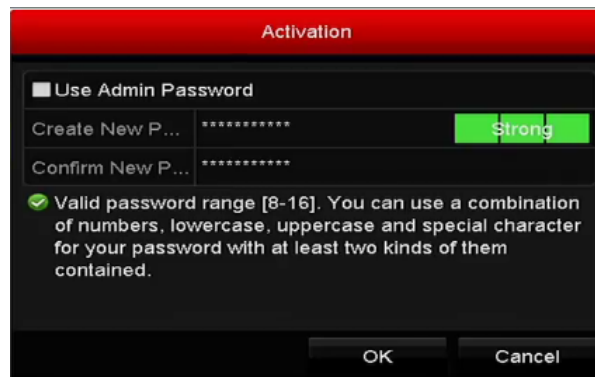 Activation
Use Admin Password
Create New P... *********** Strong
Confirm New P... ***********
Valid password range [8-16]. You can use a combination
of numbers, lowercase, uppercase and special character
for your password with at least two kinds of them
contained.
OK Cancel